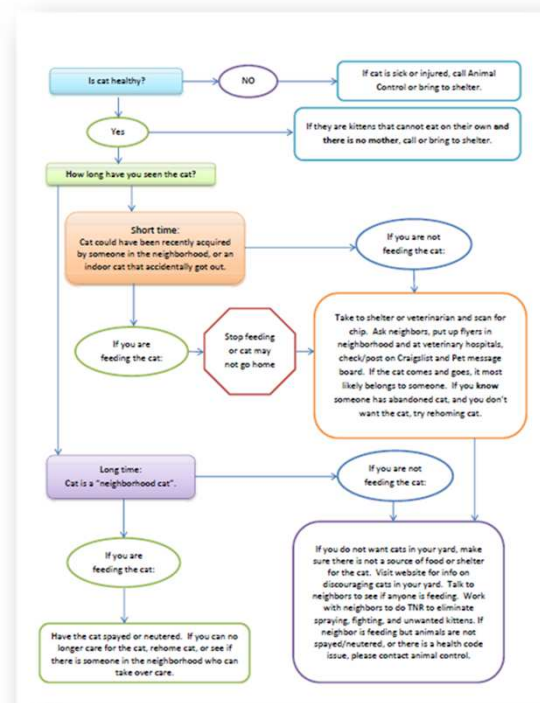 Is cat healthy?
NO
If cat is sick or injured, call Animal
Control or bring to shelter.
Yes
If they are kittens that cannot eat on their own and
there is no mother, call or bring to shelter.
How long have you seen the cat?
Short time:
Cat could have been recently acquired
by someone in the neighborhood, or an
indoor cat that accidentally got out.
If you are not
feeding the cat:
If you are
feeding the cat:
Stop feeding
or cat may
not go home
Take to shelter or veterinarian and scan for
chip. Ask neighbors, put up flyers in
neighborhood and at veterinary hospitals,
check/post on Craigslist and Pet message
board. If the cat comes and goes, it most
likely belongs to someone. If you know
someone has abandoned cat, and you don't
want the cat, try rehoming cat.
Long time:
Cat is a "neighborhood cat".
If you are not
feeding the cat:
If you are
feeding the cat:
If you do not want cats in your yard, make
sure there is not a source of food or shelter
for the cat. Visit website for info on
discouraging cats in your yard. Talk to
neighbors to see if anyone is feeding. Work
with neighbors to do TNR to eliminate
spraying, fighting, and unwanted kittens. If
neighbor is feeding but animals are not
spayed/neutered, or there is a health code
issue, please contact animal control.
Have the cat spayed or neutered. If you can no
longer care for the cat, rehome cat, or see if
there is someone in the neighborhood who can
take over care.